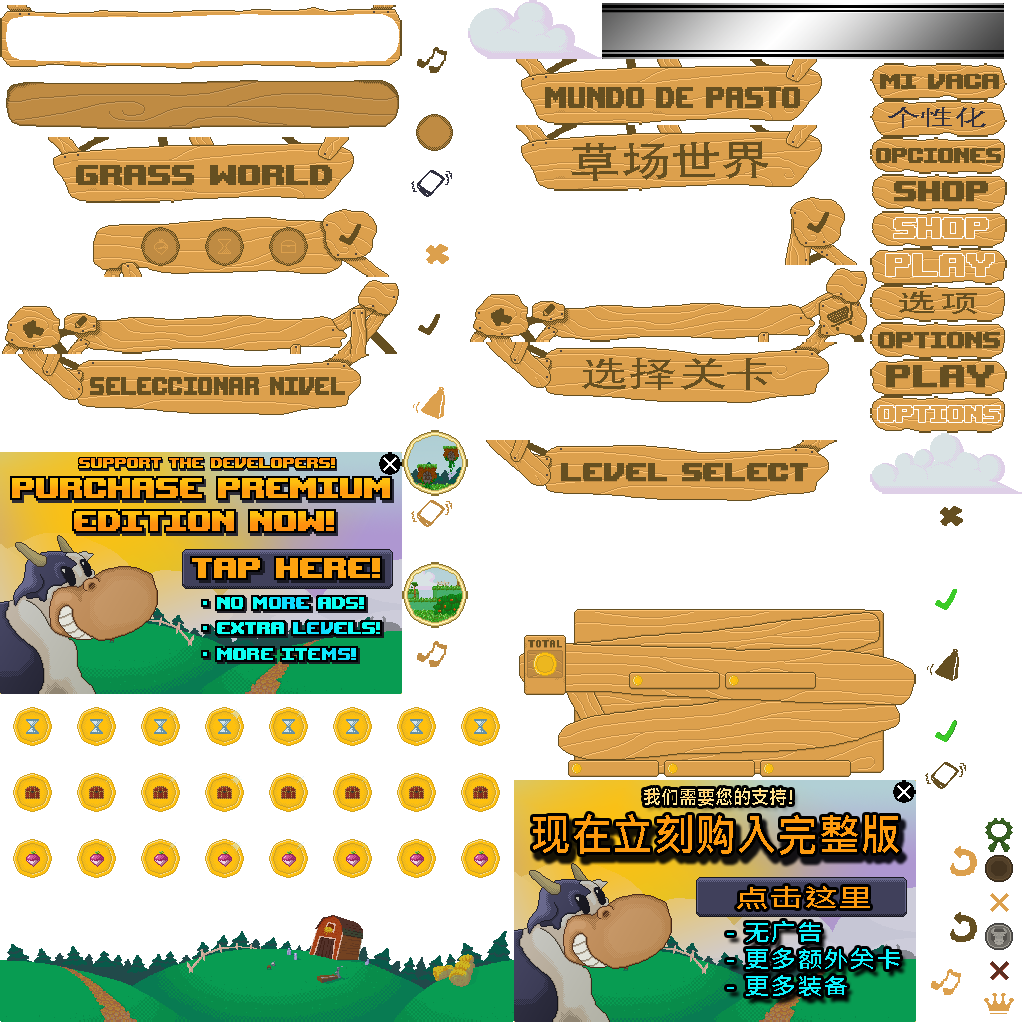 MUNDO DE PASTO
MI VACA
个性化
GRASS WORLD
草场世界
OPCIONES
SHOP
SHOP
PLAY
选项
OPTIONS
SELECCIONAR NIVEL
选择关卡
PLAY
OPTIONS
LEVEL SELECT
SUPPORT THE DEVELOPERS!
PURCHASE PREMIUM
EDITION NOW!
TAP HERE!
· NO MORE ADS!
· EXTRA LEVELS!
· MORE ITEMS!
TOTAL
我们需要您的支持!
现在立刻购入完整版
点击这里
- 无广告
- 更多额外关卡
- 更多装备